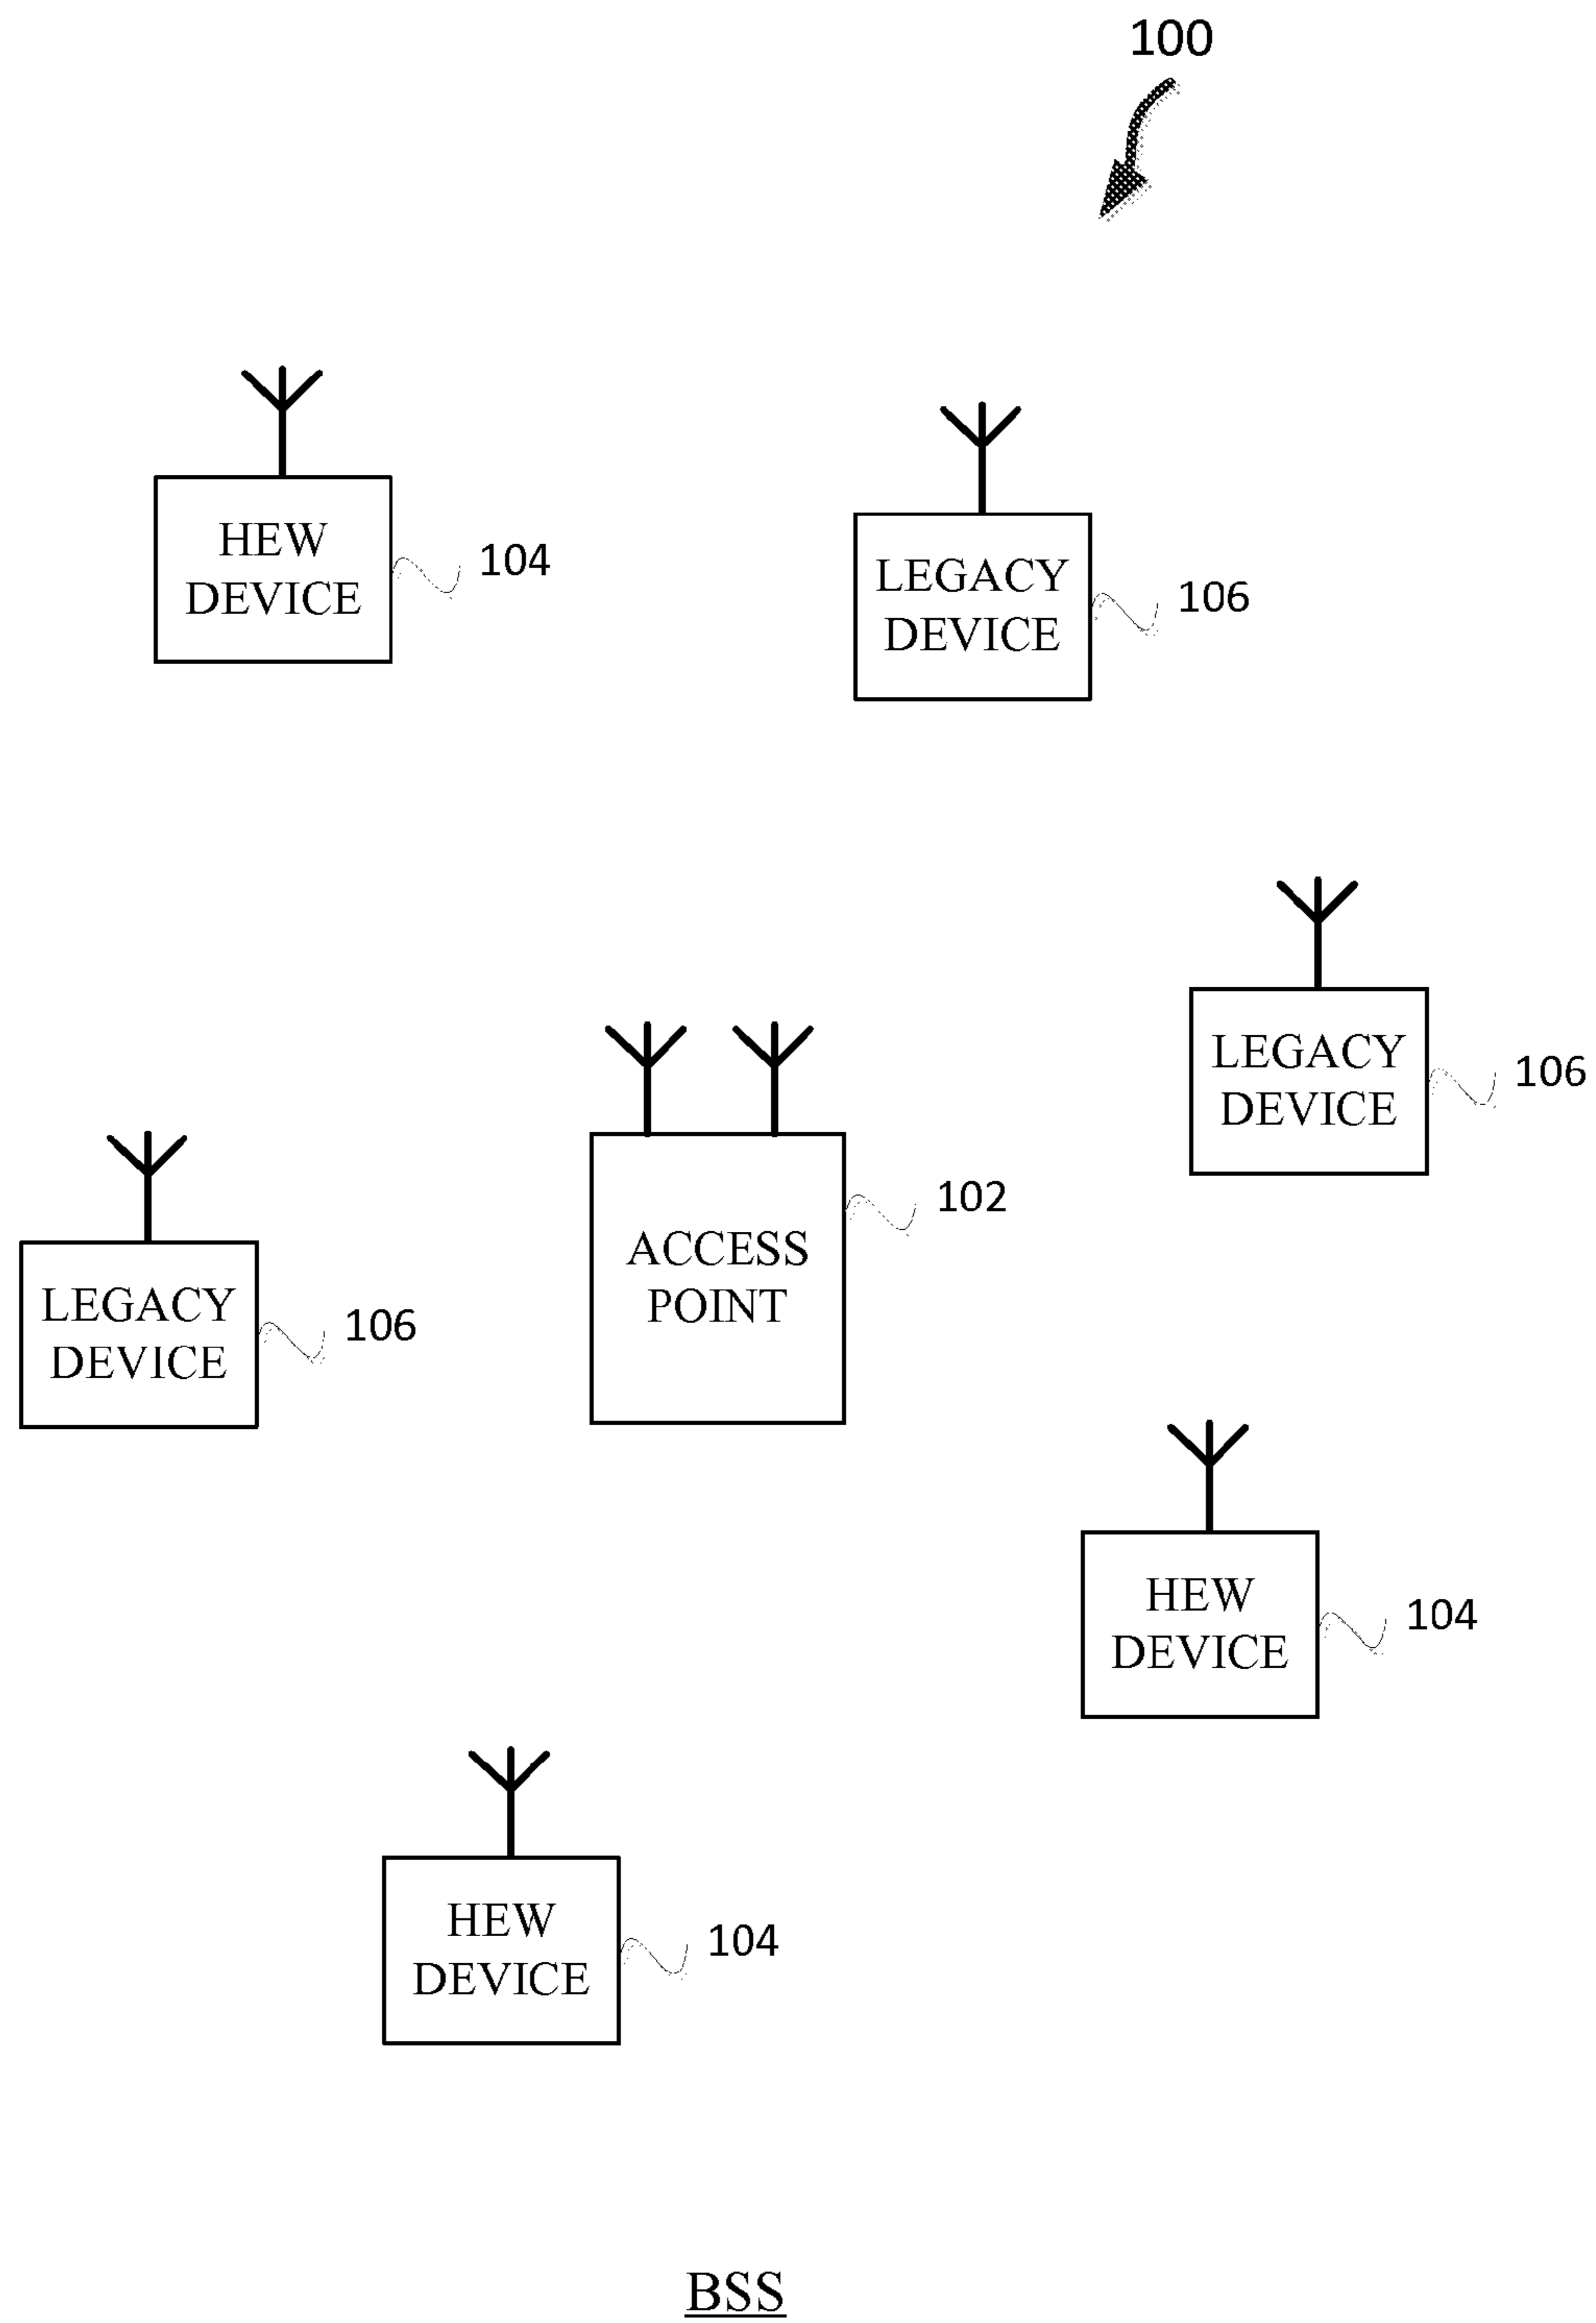 100
HEW
DEVICE
104
LEGACY
DEVICE
106
LEGACY
DEVICE
106
ACCESS
POINT
102
LEGACY
DEVICE
106
HEW
DEVICE
104
HEW
DEVICE
104
BSS